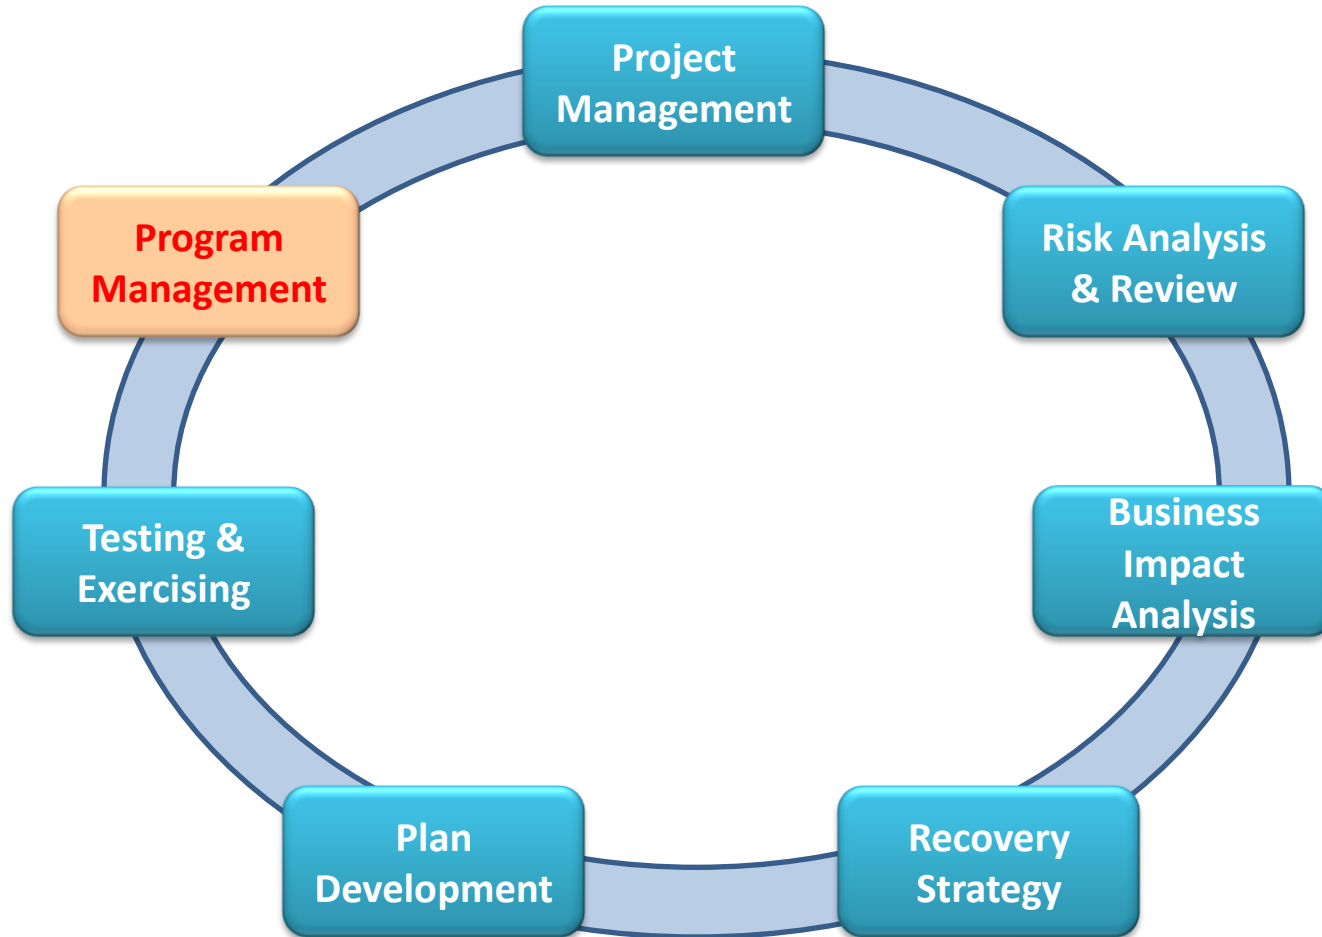 Project
Management
Risk Analysis
& Review
Business
Impact
Analysis
Recovery
Strategy
Plan
Development
Testing &
Exercising
Program
Management